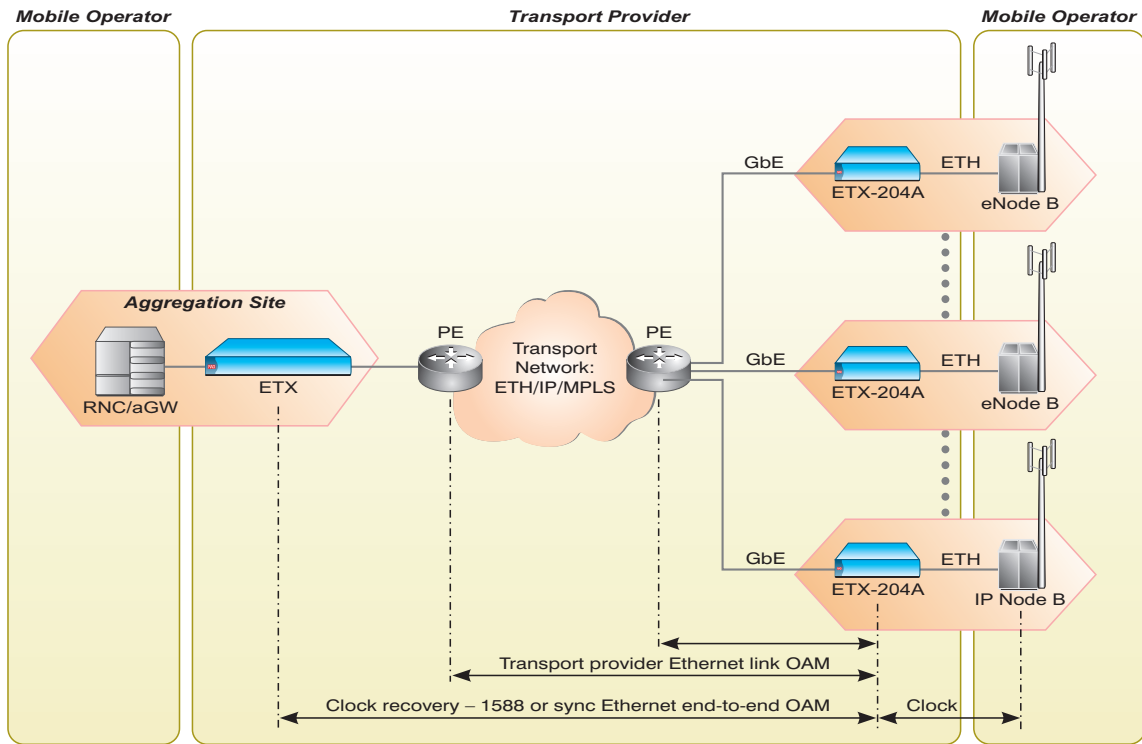 Mobile Operator
Transport Provider
Mobile Operator
GbE
ETH
ETX-204A
eNode B
Aggregation Site
RNC/aGW
ETX
PE
Transport
Network:
ETH/IP/MPLS
PE
GbE
ETH
ETX-204A
eNode B
GbE
ETH
ETX-204A
IP Node B
Transport provider Ethernet link OAM
Clock recovery – 1588 or sync Ethernet end-to-end OAM
Clock